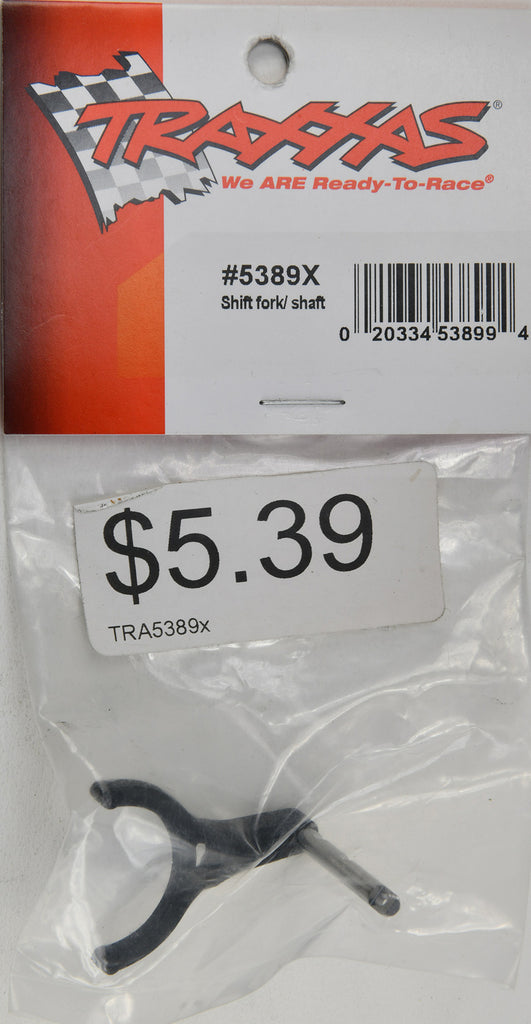 TRAXXAS®
We ARE Ready-To-Race®
#5389X
Shift fork/ shaft
0 20334 53899 4
$5.39
TRA5389x